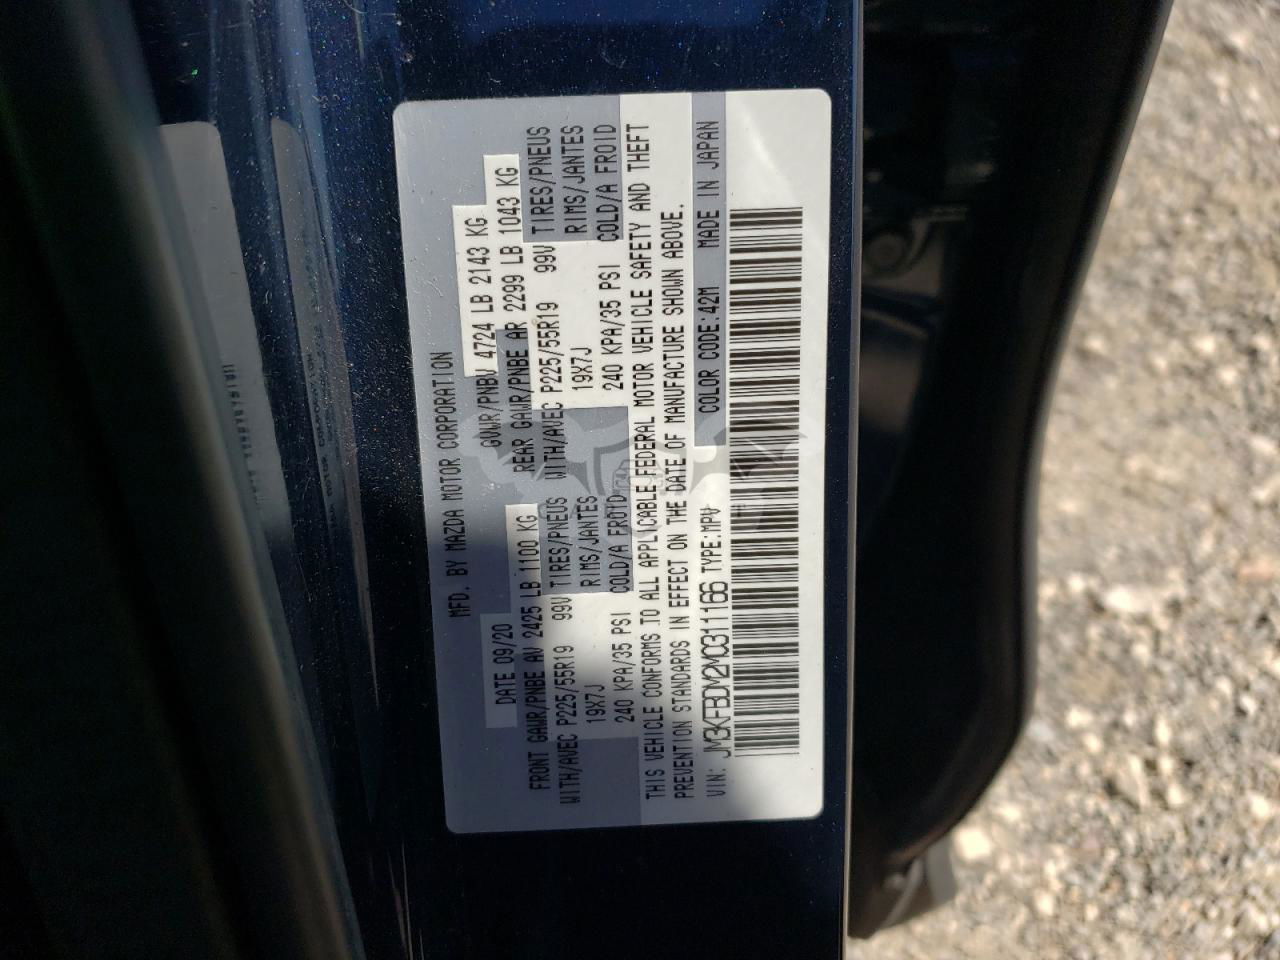 MFD. BY MAZDA MOTOR CORPORATION
DATE 09/20 GVWR/PNBV 4724 LB 2143 KG
FRONT GAWR/PNBE AV 2425 LB 1100 KG REAR GAWR/PNBE AR 2299 LB 1043 KG
WITH/AVEC P225/55R19 99V TIRES/PNEUS WITH/AVEC P225/55R19 99V TIRES/PNEUS
19X7J RIMS/JANTES 19X7J RIMS/JANTES
240 KPA/35 PSI COLD/A FROID 240 KPA/35 PSI COLD/A FROID
THIS VEHICLE CONFORMS TO ALL APPLICABLE FEDERAL MOTOR VEHICLE SAFETY AND THEFT
PREVENTION STANDARDS IN EFFECT ON THE DATE OF MANUFACTURE SHOWN ABOVE.
VIN: JM3KFBDM2M0311166 TYPE:MPV COLOR CODE:42M MADE IN JAPAN